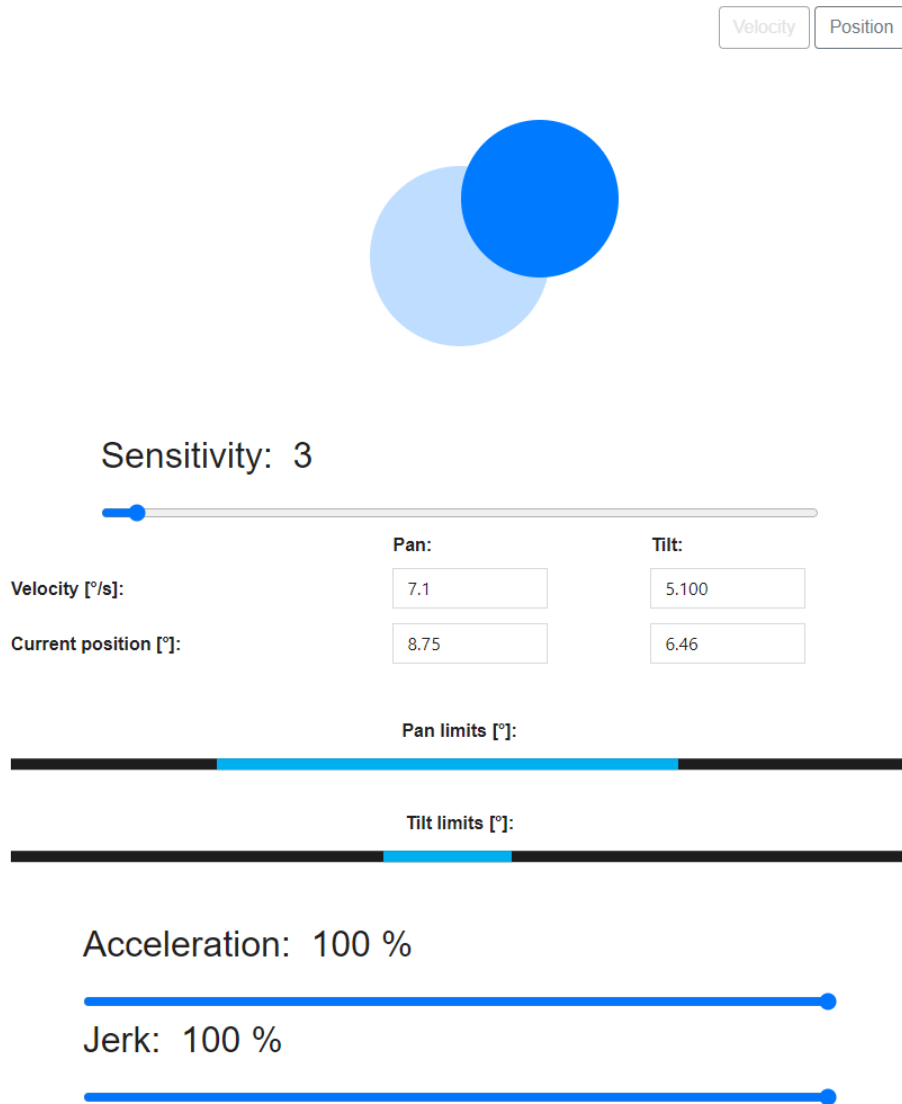 Velocity Position
Sensitivity: 3
Pan: Tilt:
Velocity [°/s]: 7.1 5.100
Current position [°]: 8.75 6.46
Pan limits [°]:
Tilt limits [°]:
Acceleration: 100 %
Jerk: 100 %